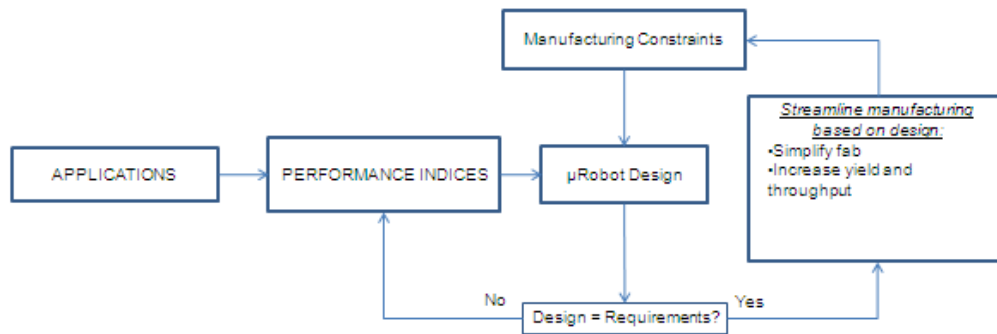 Manufacturing Constraints
Streamline manufacturing
based on design:
•Simplify fab
•Increase yield and
throughput
APPLICATIONS
PERFORMANCE INDICES
µRobot Design
No
Design = Requirements?
Yes